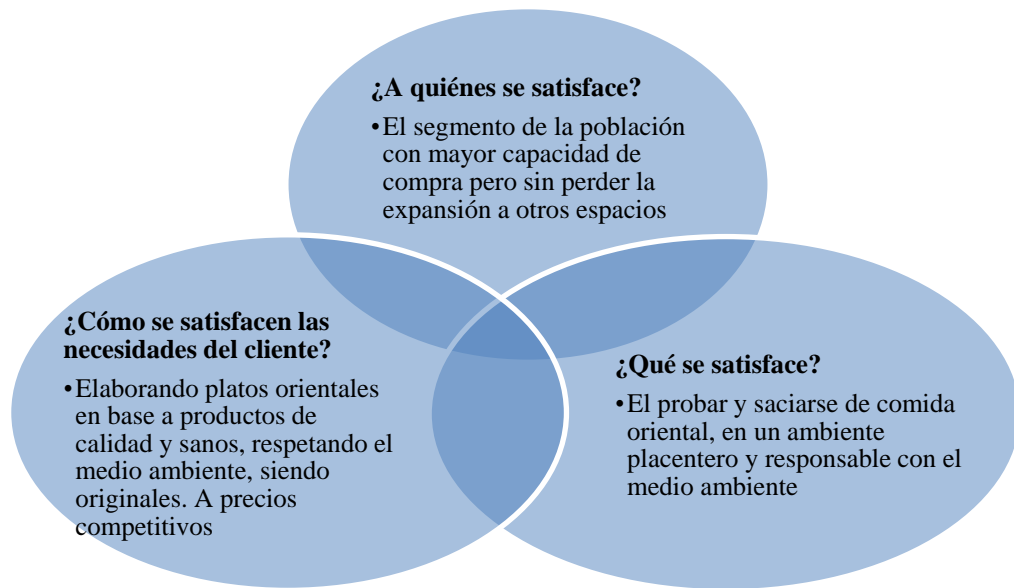 ¿A quiénes se satisface?
•El segmento de la población
con mayor capacidad de
compra pero sin perder la
expansión a otros espacios
¿Cómo se satisfacen las
necesidades del cliente?
•Elaborando platos orientales
en base a productos de
calidad y sanos, respetando el
medio ambiente, siendo
originales. A precios
competitivos
¿Qué se satisface?
•El probar y saciarse de comida
oriental, en un ambiente
placentero y responsable con el
medio ambiente